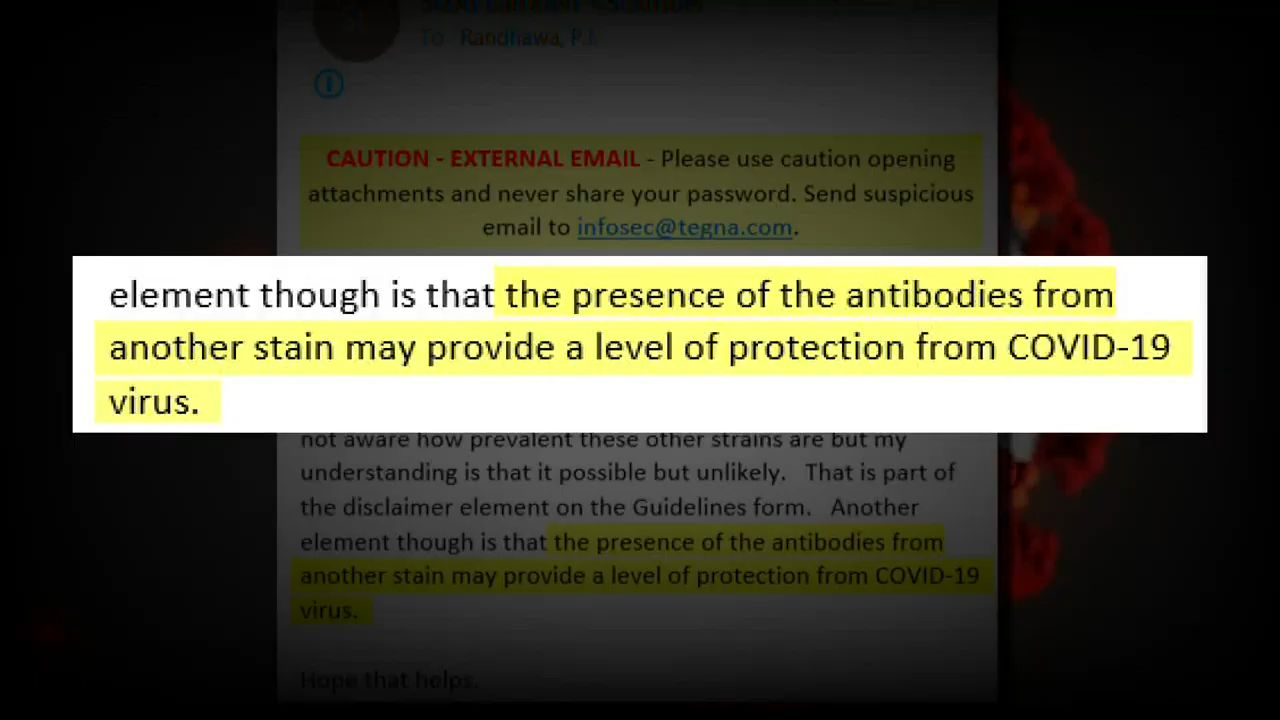 To Randhawa, P.J.
CAUTION - EXTERNAL EMAIL - Please use caution opening
attachments and never share your password. Send suspicious
email to infosec@tegna.com.
element though is that the presence of the antibodies from
another stain may provide a level of protection from COVID-19
virus.
not aware how prevalent these other strains are but my
understanding is that it possible but unlikely. That is part of
the disclaimer element on the Guidelines form. Another
element though is that the presence of the antibodies from
another stain may provide a level of protection from COVID-19
virus.
Hope that helps.